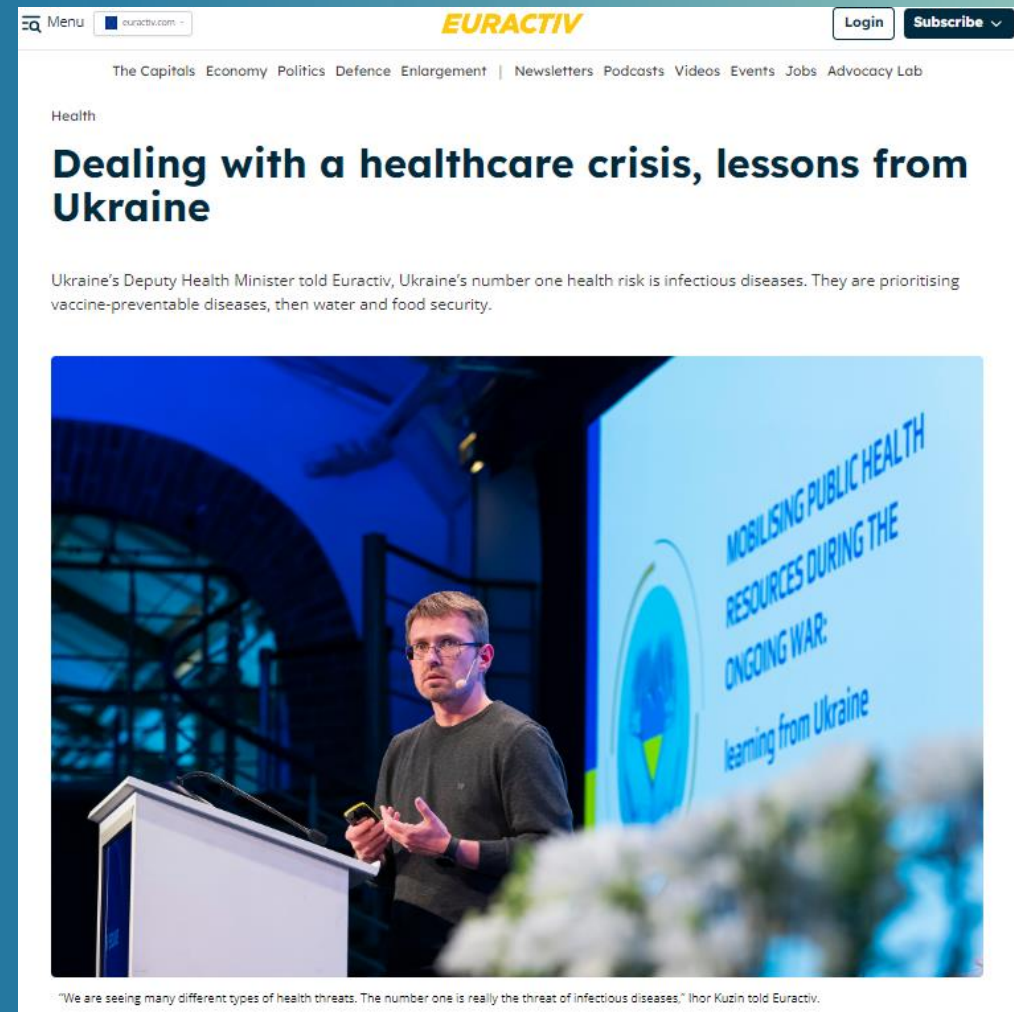 Menu euractiv.com
EURACTIV
Login Subscribe
The Capitals Economy Politics Defence Enlargement | Newsletters Podcasts Videos Events Jobs Advocacy Lab
Health
Dealing with a healthcare crisis, lessons from
Ukraine
Ukraine's Deputy Health Minister told Euractiv, Ukraine's number one health risk is infectious diseases. They are prioritising
vaccine-preventable diseases, then water and food security.
MOBILISING PUBLIC HEALTH
RESOURCES DURING THE
ONGOING WAR:
learning from Ukraine
"We are seeing many different types of health threats. The number one is really the threat of infectious diseases," Ihor Kuzin told Euractiv.